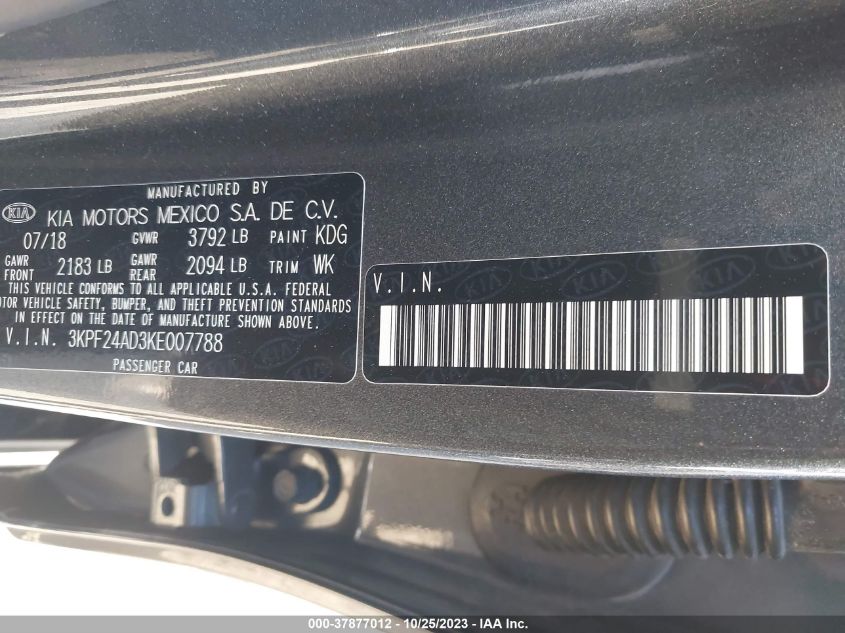 MANUFACTURED BY
KIA KIA MOTORS MEXICO S.A. DE C.V.
07/18 GVWR 3792 LB PAINT KDG
GAWR FRONT 2183 LB GAWR REAR 2094 LB TRIM WK
THIS VEHICLE CONFORMS TO ALL APPLICABLE U.S.A. FEDERAL
VEHICLE SAFETY, BUMPER, AND THEFT PREVENTION STANDARDS
IN EFFECT ON THE DATE OF MANUFACTURE SHOWN ABOVE.
V.I.N. 3KPF24AD3KE007788
PASSENGER CAR
V.I.N.
000-37877012 - 10/25/2023 - IAA Inc.